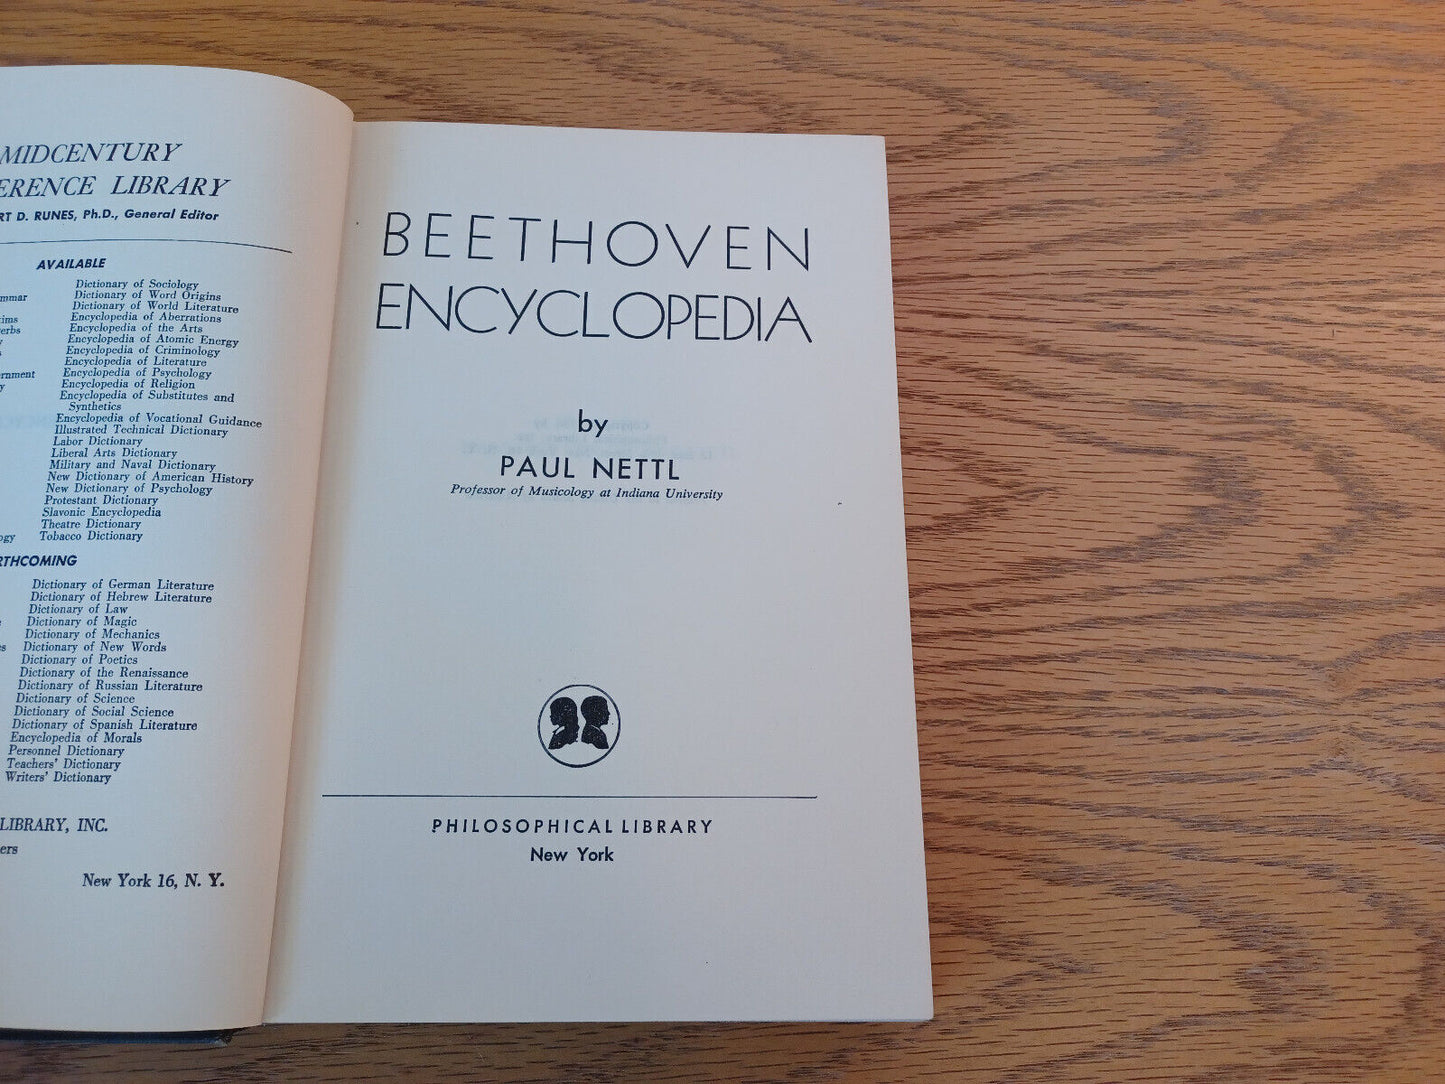 MIDCENTURY
ERENCE LIBRARY
RT D. RUNES, Ph.D., General Editor
AVAILABLE
Dictionary of Sociology
mmar Dictionary of Word Origins
Dictionary of World Literature
ims Encyclopedia of Aberrations
erbs Encyclopedia of the Arts
y Encyclopedia of Atomic Energy
s Encyclopedia of Criminology
Encyclopedia of Literature
ernment Encyclopedia of Psychology
y Encyclopedia of Religion
Encyclopedia of Substitutes and
Synthetics
Encyclopedia of Vocational Guidance
Illustrated Technical Dictionary
Labor Dictionary
Liberal Arts Dictionary
Military and Naval Dictionary
New Dictionary of American History
New Dictionary of Psychology
Protestant Dictionary
Slavonic Encyclopedia
Theatre Dictionary
ogy Tobacco Dictionary
RTHCOMING
Dictionary of German Literature
Dictionary of Hebrew Literature
Dictionary of Law
e Dictionary of Magic
Dictionary of Mechanics
es Dictionary of New Words
Dictionary of Poetics
Dictionary of the Renaissance
Dictionary of Russian Literature
Dictionary of Science
Dictionary of Social Science
Dictionary of Spanish Literature
Encyclopedia of Morals
Personnel Dictionary
Teachers' Dictionary
Writers' Dictionary
LIBRARY, INC.
ers
New York 16, N. Y.
BEETHOVEN
ENCYCLOPEDIA
by
PAUL NETTL
Professor of Musicology at Indiana University
PHILOSOPHICAL LIBRARY
New York